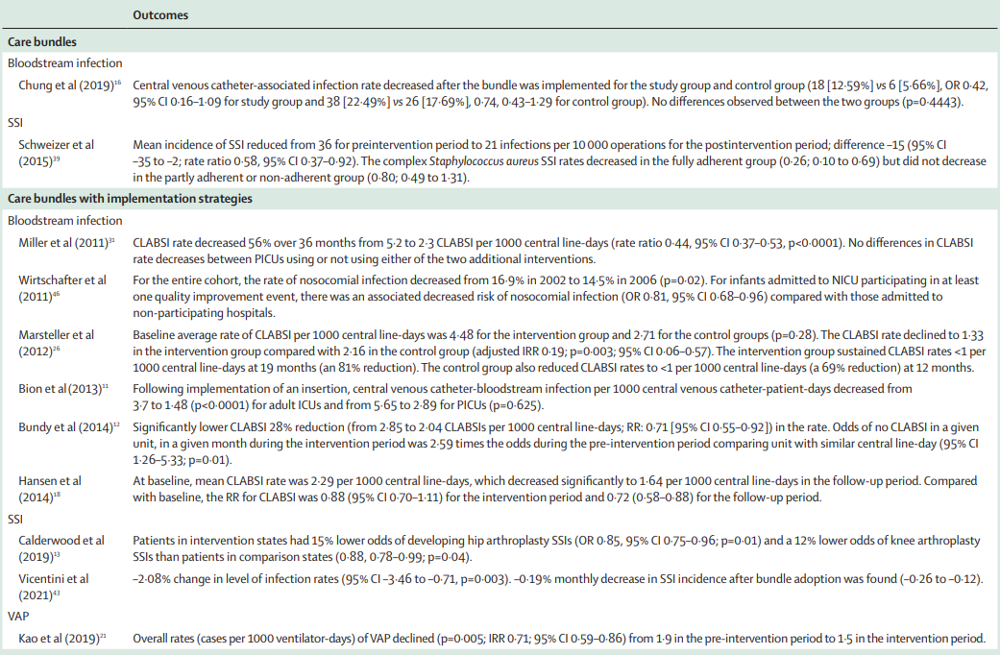 Outcomes
Care bundles
Bloodstream infection
Chung et al (2019)¹⁶ Central venous catheter-associated infection rate decreased after the bundle was implemented for the study group and control group (18 [12·59%] vs 6 [5·66%], OR 0·42,
95% CI 0·16–1·09 for study group and 38 [22·49%] vs 26 [17·69%], 0·74, 0·43–1·29 for control group). No differences observed between the two groups (p=0·4443).
SSI
Schweizer et al Mean incidence of SSI reduced from 36 for preintervention period to 21 infections per 10 000 operations for the postintervention period; difference –15 (95% CI
(2015)³⁹ –35 to –2; rate ratio 0·58, 95% CI 0·37–0·92). The complex Staphylococcus aureus SSI rates decreased in the fully adherent group (0·26; 0·10 to 0·69) but did not decrease
in the partly adherent or non-adherent group (0·80; 0·49 to 1·31).
Care bundles with implementation strategies
Bloodstream infection
Miller et al (2011)³¹ CLABSI rate decreased 56% over 36 months from 5·2 to 2·3 CLABSI per 1000 central line-days (rate ratio 0·44, 95% CI 0·37–0·53, p<0·0001). No differences in CLABSI
rate decreases between PICUs using or not using either of the two additional interventions.
Wirtschafter et al For the entire cohort, the rate of nosocomial infection decreased from 16·9% in 2002 to 14·5% in 2006 (p=0·02). For infants admitted to NICU participating in at least
(2011)⁴⁶ one quality improvement event, there was an associated decreased risk of nosocomial infection (OR 0·81, 95% CI 0·68–0·96) compared with those admitted to
non-participating hospitals.
Marsteller et al Baseline average rate of CLABSI per 1000 central line-days was 4·48 for the intervention group and 2·71 for the control groups (p=0·28). The CLABSI rate declined to 1·33
(2012)²⁶ in the intervention group compared with 2·16 in the control group (adjusted IRR 0·19; p=0·003; 95% CI 0·06–0·57). The intervention group sustained CLABSI rates <1 per
1000 central line-days at 19 months (an 81% reduction). The control group also reduced CLABSI rates to <1 per 1000 central line-days (a 69% reduction) at 12 months.
Bion et al (2013)¹¹ Following implementation of an insertion, central venous catheter-bloodstream infection per 1000 central venous catheter-patient-days decreased from
3·7 to 1·48 (p<0·0001) for adult ICUs and from 5·65 to 2·89 for PICUs (p=0·625).
Bundy et al (2014)¹² Significantly lower CLABSI 28% reduction (from 2·85 to 2·04 CLABSIs per 1000 central line-days; RR: 0·71 [95% CI 0·55–0·92]) in the rate. Odds of no CLABSI in a given
unit, in a given month during the intervention period was 2·59 times the odds during the pre-intervention period comparing unit with similar central line-day (95% CI
1·26–5·33; p=0·01).
Hansen et al At baseline, mean CLABSI rate was 2·29 per 1000 central line-days, which decreased significantly to 1·64 per 1000 central line-days in the follow-up period. Compared
(2014)¹⁸ with baseline, the RR for CLABSI was 0·88 (95% CI 0·70–1·11) for the intervention period and 0·72 (0·58–0·88) for the follow-up period.
SSI
Calderwood et al Patients in intervention states had 15% lower odds of developing hip arthroplasty SSIs (OR 0·85, 95% CI 0·75–0·96; p=0·01) and a 12% lower odds of knee arthroplasty
(2019)¹³ SSIs than patients in comparison states (0·88, 0·78–0·99; p=0·04).
Vicentini et al –2·08% change in level of infection rates (95% CI –3·46 to –0·71, p=0·003). –0·19% monthly decrease in SSI incidence after bundle adoption was found (–0·26 to –0·12).
(2021)⁴³
VAP
Kao et al (2019)²¹ Overall rates (cases per 1000 ventilator-days) of VAP declined (p=0·005; IRR 0·71; 95% CI 0·59–0·86) from 1·9 in the pre-intervention period to 1·5 in the intervention period.